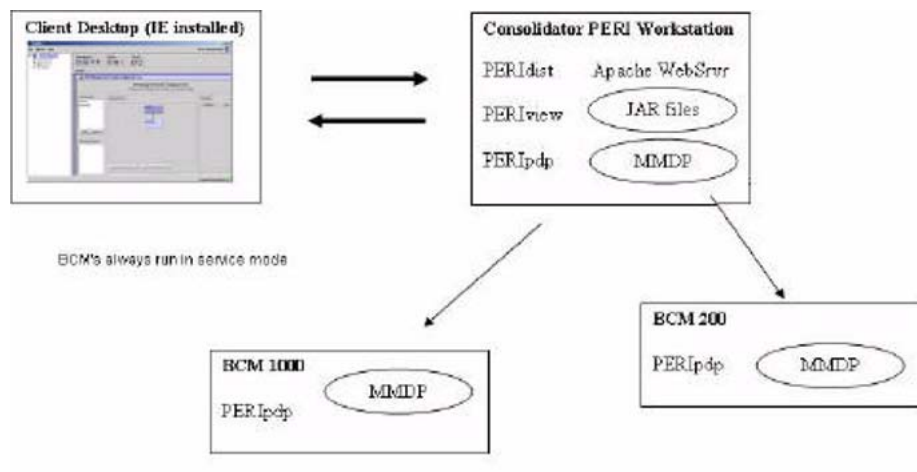 Client Desktop (IE installed)
Consolidator PERI Workstation
PERIdist Apache WebSrvr
PERIview JAR files
PERIpdp MMDP
BCM's always run in service mode
BCM 200
PERIpdp MMDP
BCM 1000
MMDP
PERIpdp